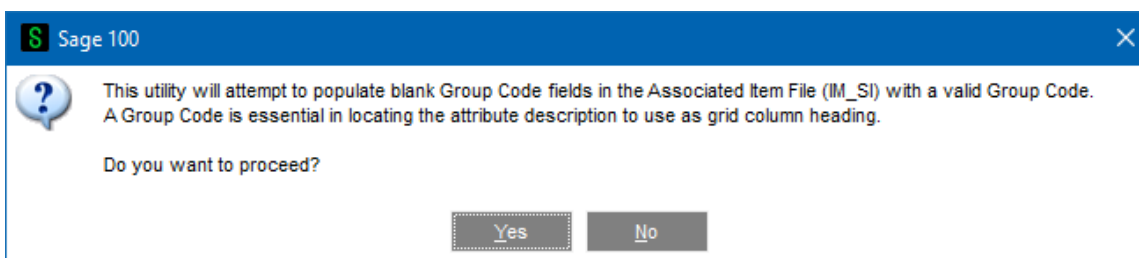 S Sage 100
This utility will attempt to populate blank Group Code fields in the Associated Item File (IM_SI) with a valid Group Code.
A Group Code is essential in locating the attribute description to use as grid column heading.
Do you want to proceed?
Yes
No